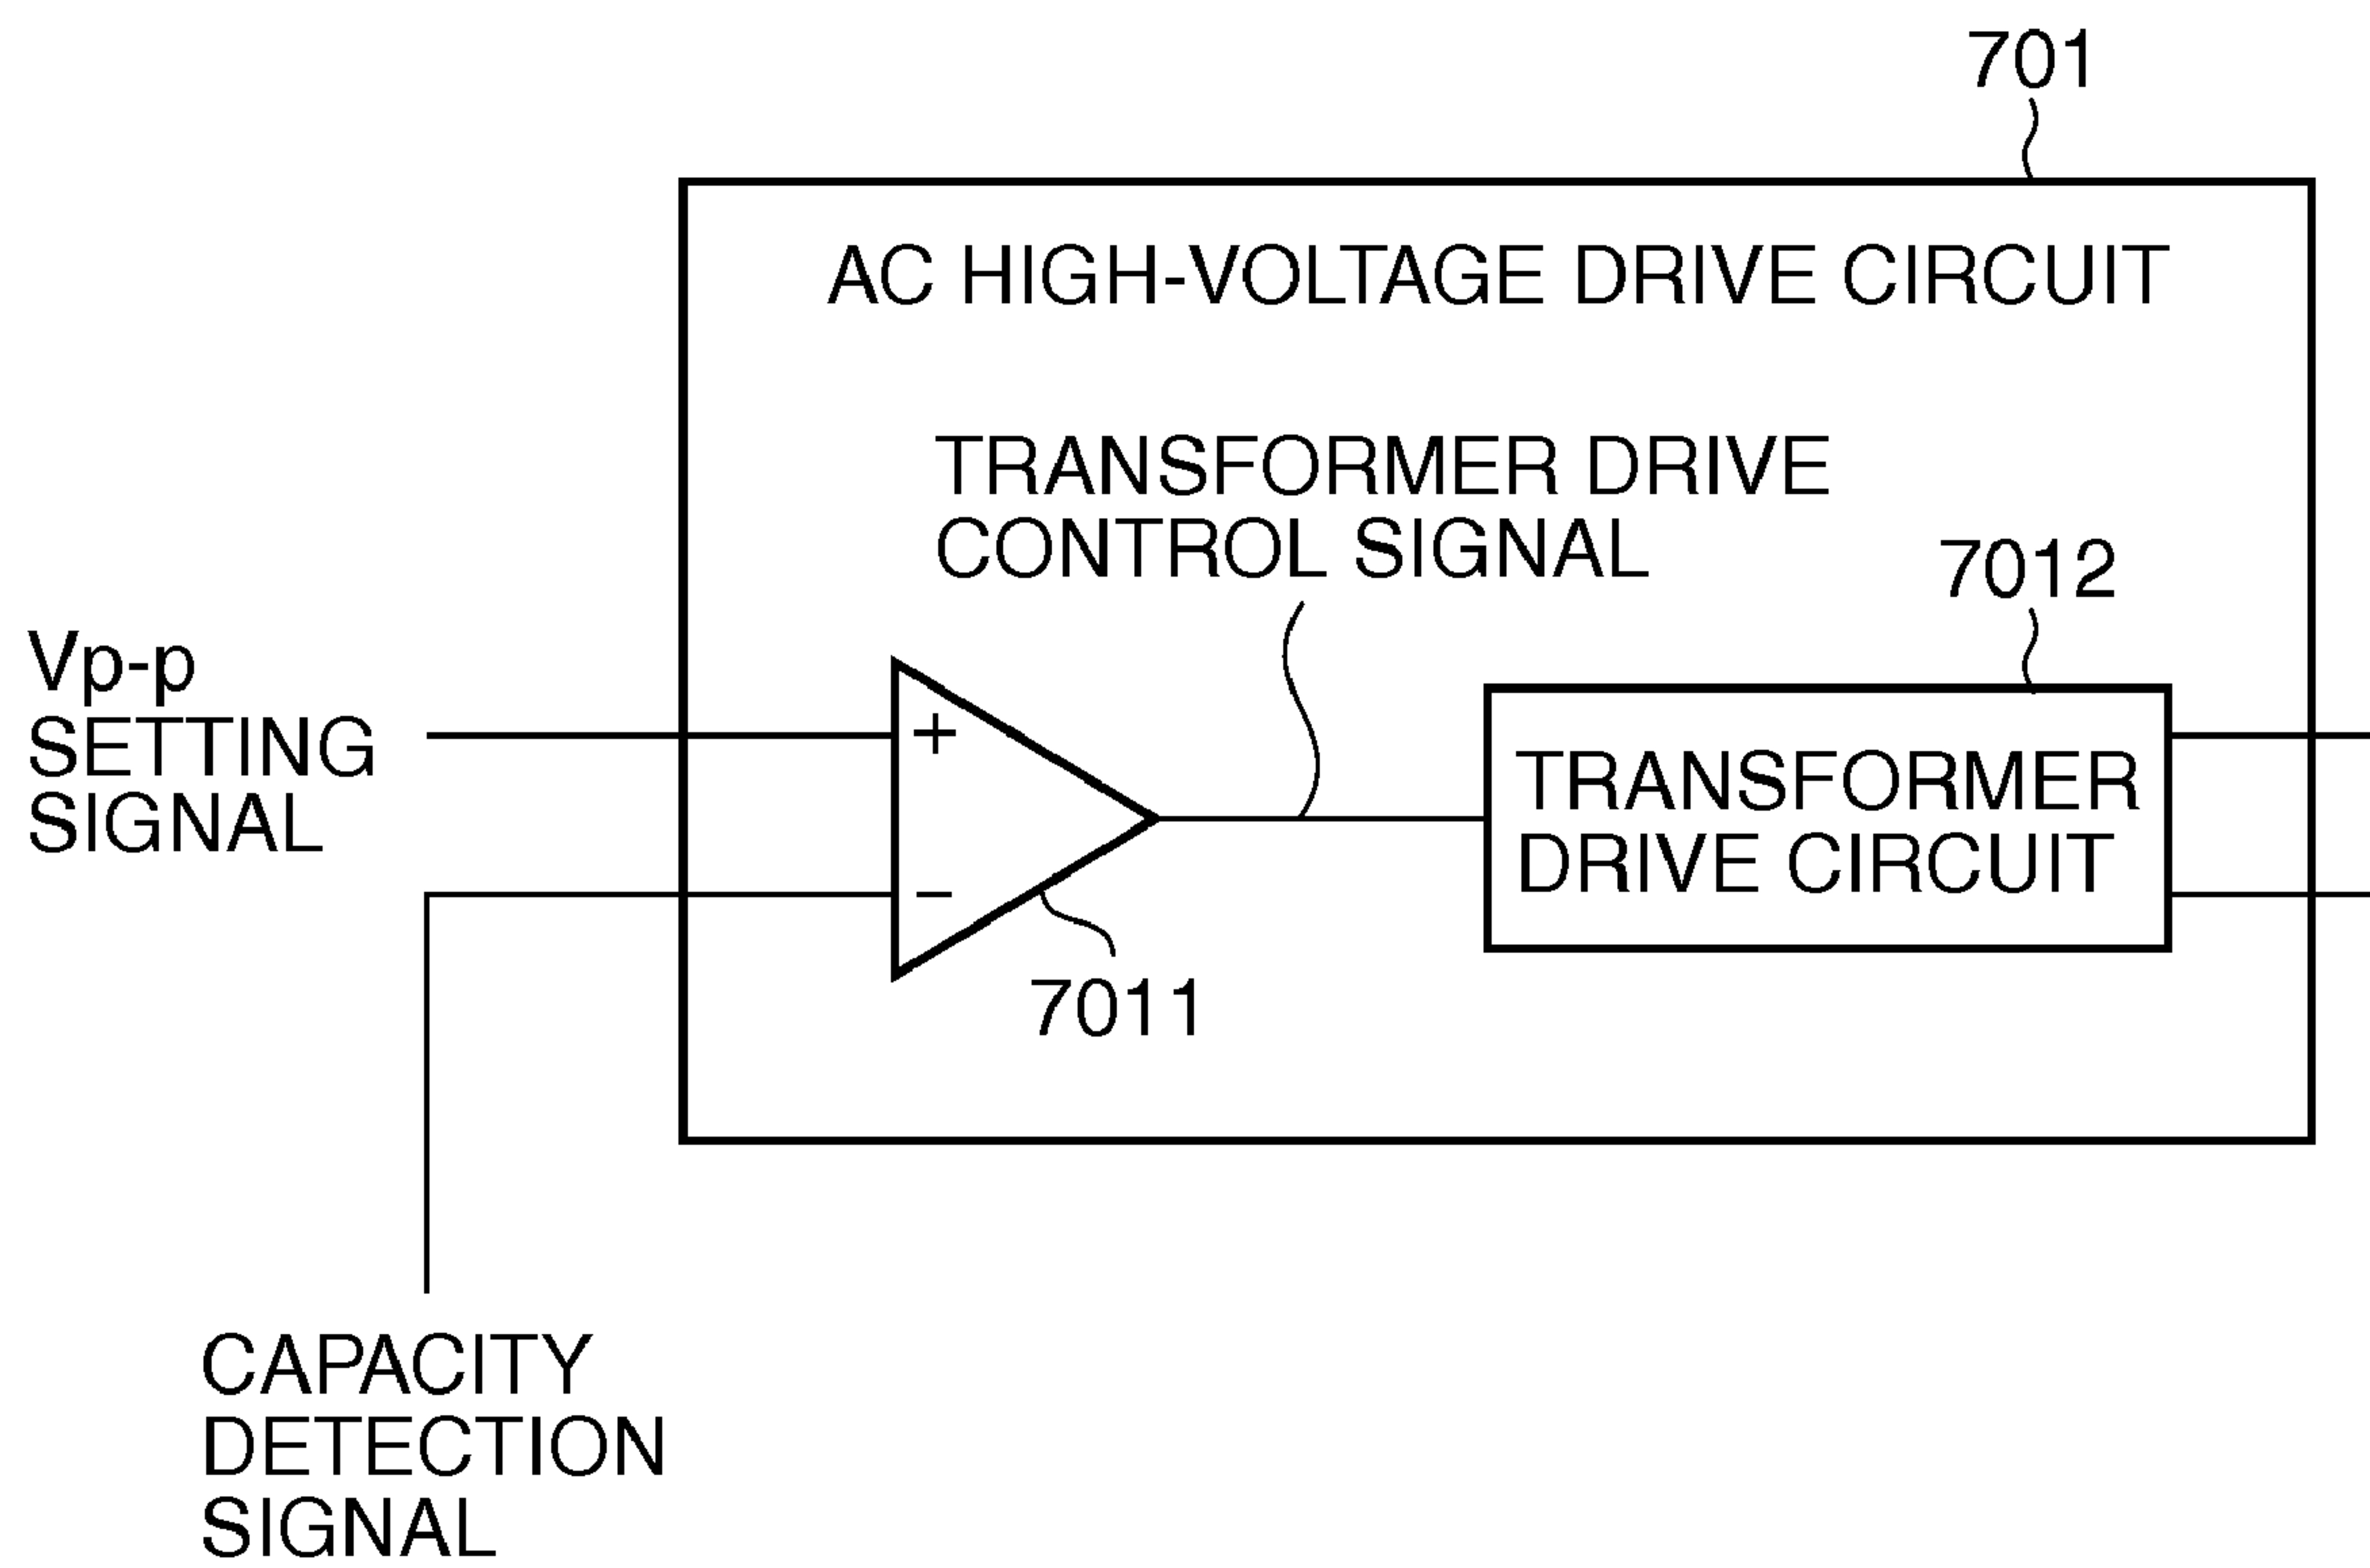 701
AC HIGH-VOLTAGE DRIVE CIRCUIT
TRANSFORMER DRIVE
CONTROL SIGNAL
7012
Vp-p
SETTING
SIGNAL
+
TRANSFORMER
DRIVE CIRCUIT
−
7011
CAPACITY
DETECTION
SIGNAL